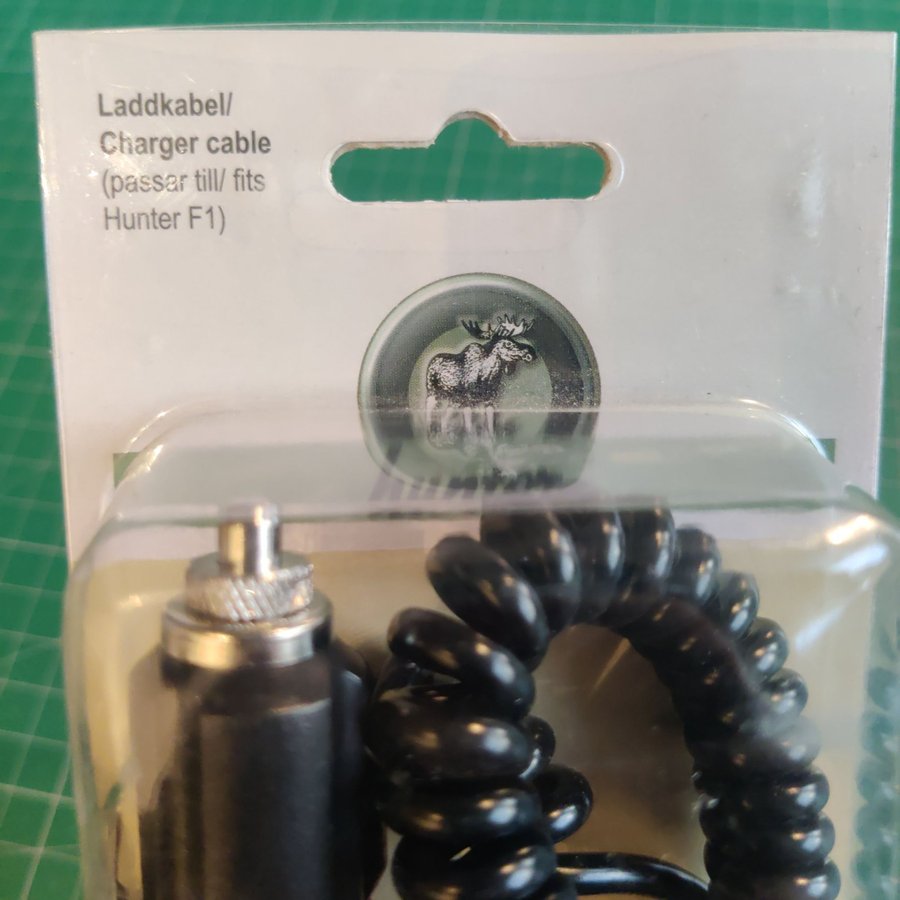 Laddkabel/
Charger cable
(passar till/ fits
Hunter F1)